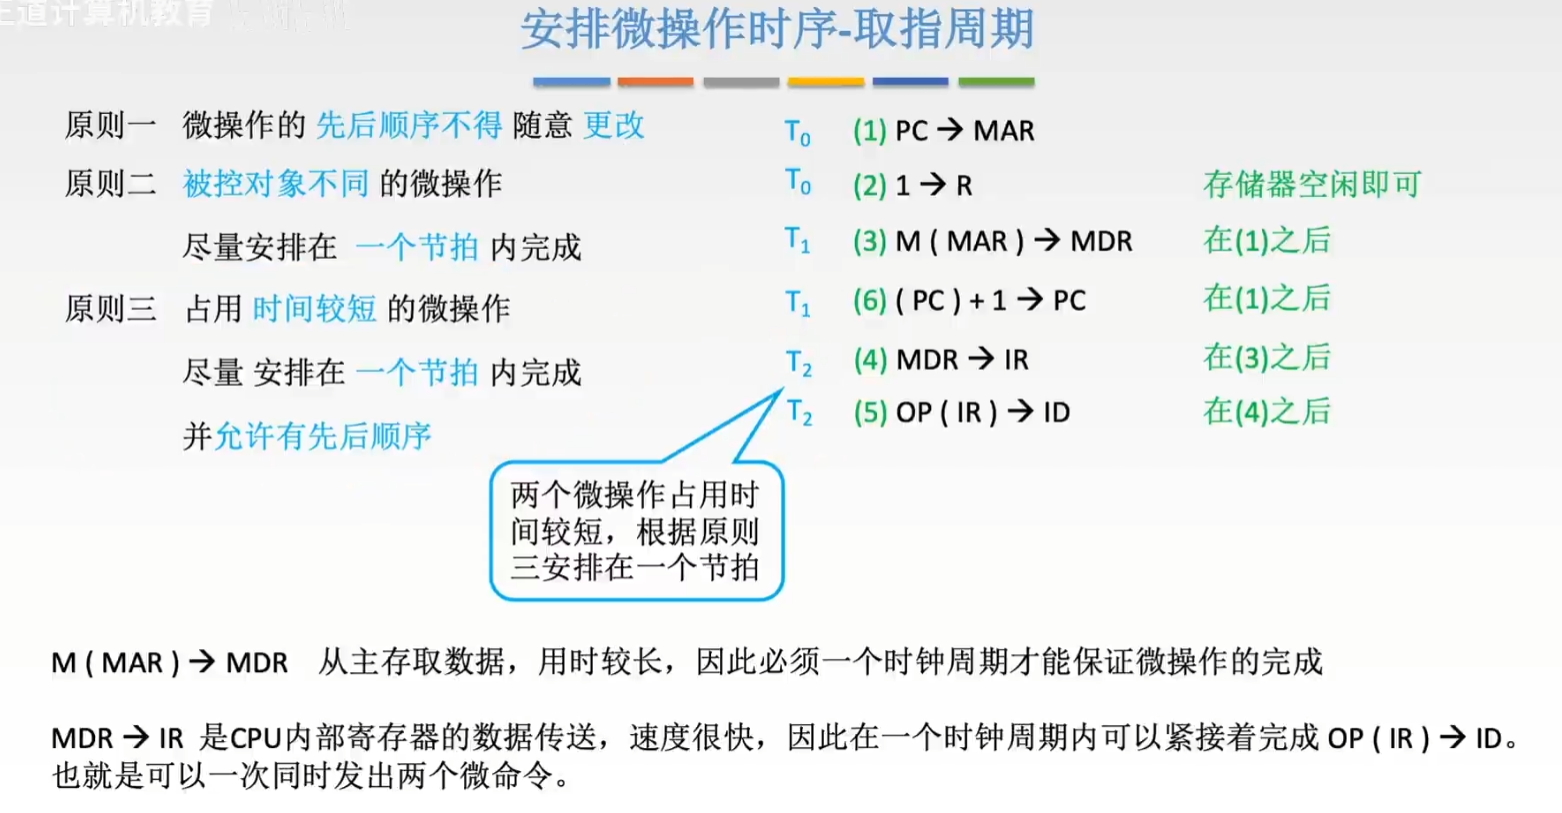 王道计算机教育
安排微操作时序-取指周期
原则一 微操作的 先后顺序不得 随意 更改
原则二 被控对象不同 的微操作
尽量安排在 一个节拍 内完成
原则三 占用 时间较短 的微操作
尽量 安排在 一个节拍 内完成
并允许有先后顺序
T0 (1) PC → MAR
T0 (2) 1 → R 存储器空闲即可
T1 (3) M ( MAR ) → MDR 在(1)之后
T1 (6) ( PC ) + 1 → PC 在(1)之后
T2 (4) MDR → IR 在(3)之后
T2 (5) OP ( IR ) → ID 在(4)之后
两个微操作占用时
间较短，根据原则
三安排在一个节拍
M ( MAR ) → MDR 从主存取数据，用时较长，因此必须一个时钟周期才能保证微操作的完成
MDR → IR 是CPU内部寄存器的数据传送，速度很快，因此在一个时钟周期内可以紧接着完成 OP ( IR ) → ID。
也就是可以一次同时发出两个微命令。